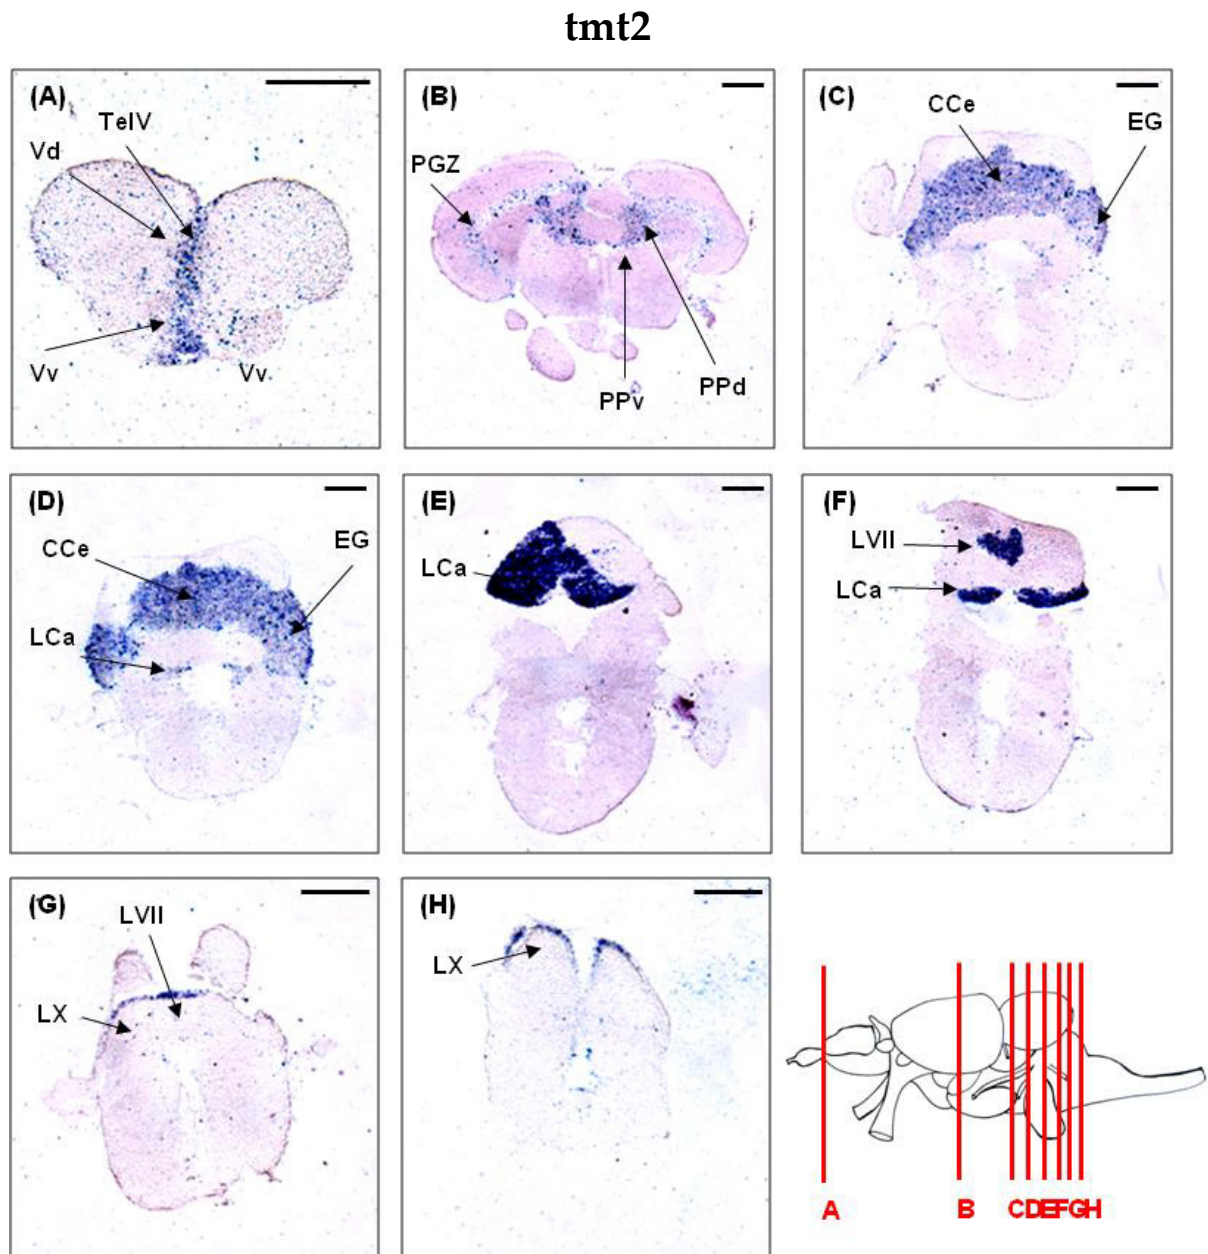 tmt2
(A)
TelV
Vd
Vv
Vv
(B)
PGZ
PPv
PPd
(C)
CCe
EG
(D)
CCe
EG
LCa
(E)
LCa
(F)
LVII
LCa
(G)
LVII
LX
(H)
LX
A B C D E F G H